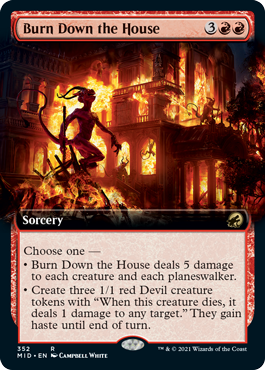 Burn Down the House 3
Sorcery
Choose one —
• Burn Down the House deals 5 damage
to each creature and each planeswalker.
• Create three 1/1 red Devil creature
tokens with “When this creature dies, it
deals 1 damage to any target.” They gain
haste until end of turn.
352 R
MID • EN CAMPBELL WHITE
™ & © 2021 Wizards of the Coast